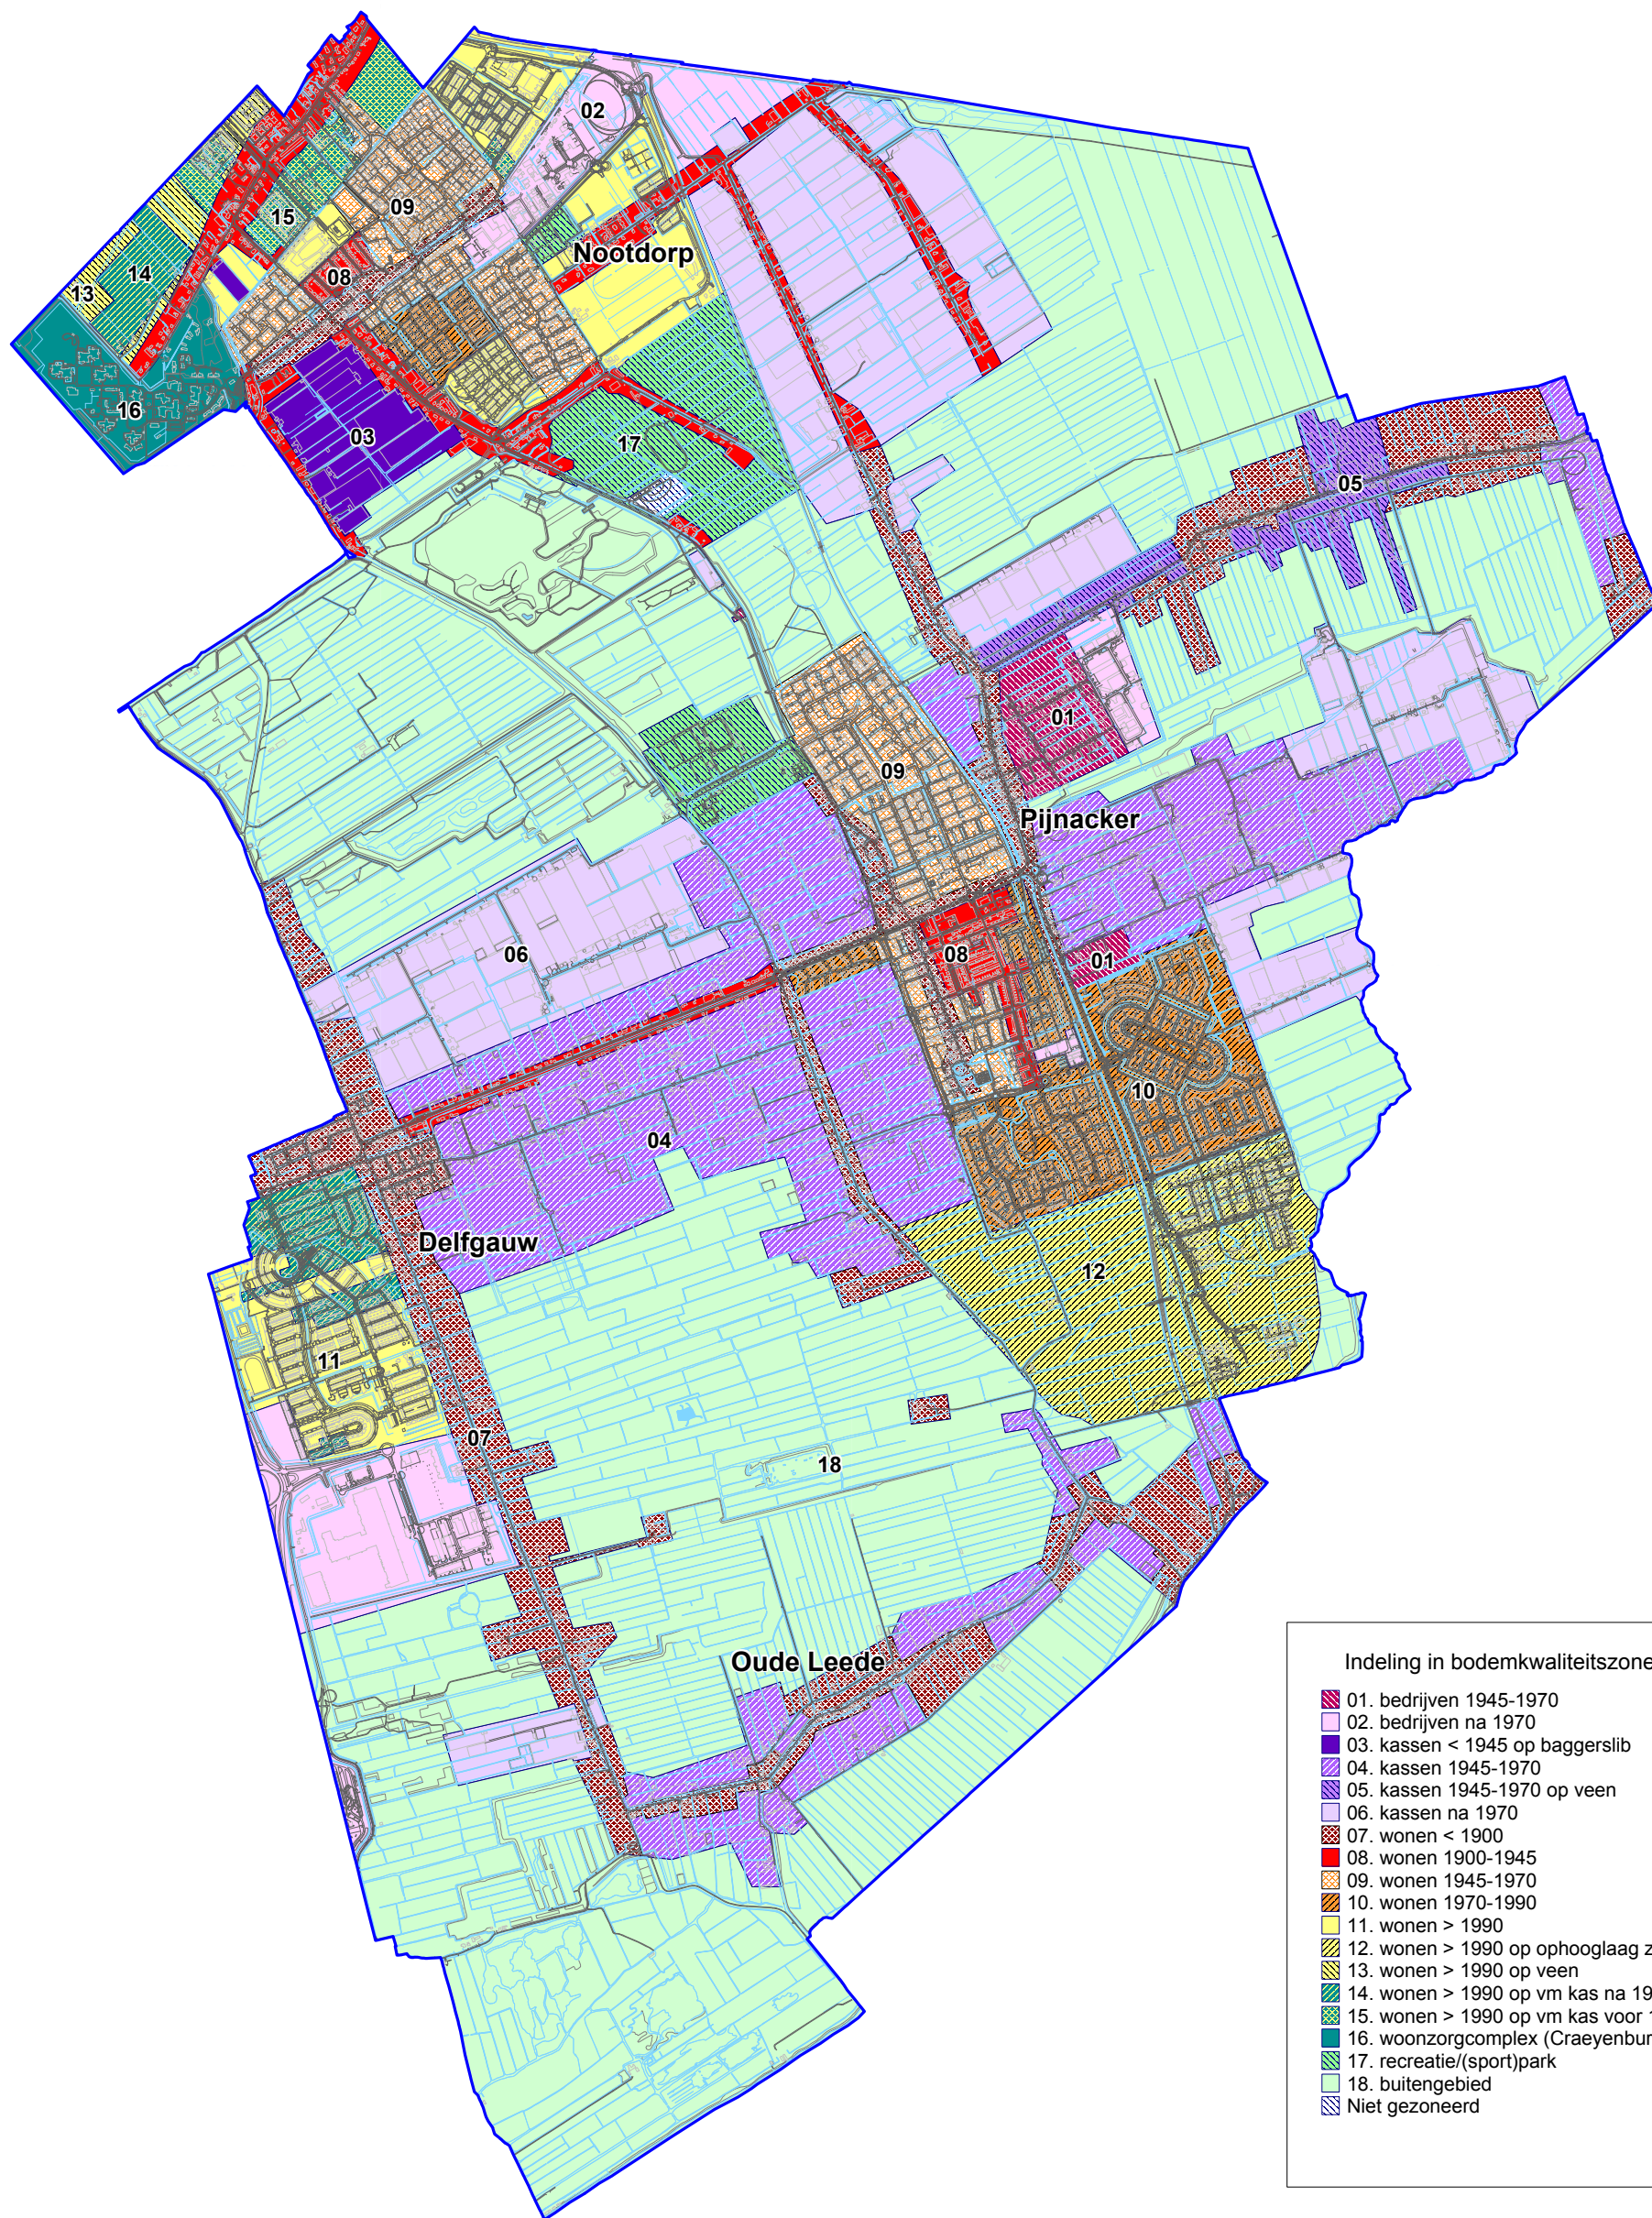 02
15
09
Nootdorp
08
14
13
16
03
17
05
01
09
Pijnacker
06
08
01
10
04
Delfgauw
12
11
07
18
Oude Leede
Indeling in bodemkwaliteitszone
01. bedrijven 1945-1970
02. bedrijven na 1970
03. kassen < 1945 op baggerslib
04. kassen 1945-1970
05. kassen 1945-1970 op veen
06. kassen na 1970
07. wonen < 1900
08. wonen 1900-1945
09. wonen 1945-1970
10. wonen 1970-1990
11. wonen > 1990
12. wonen > 1990 op ophooglaag z
13. wonen > 1990 op veen
14. wonen > 1990 op vm kas na 19
15. wonen > 1990 op vm kas voor 1
16. woonzorgcomplex (Craeyenbur
17. recreatie/(sport)park
18. buitengebied
Niet gezoneerd